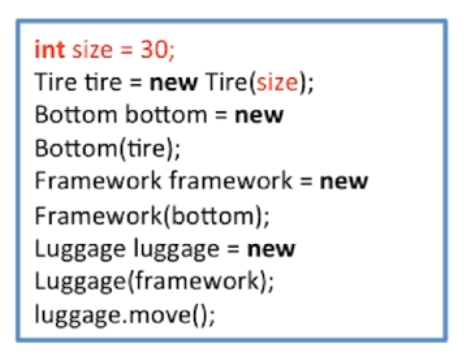 int size = 30;
Tire tire = new Tire(size);
Bottom bottom = new
Bottom(tire);
Framework framework = new
Framework(bottom);
Luggage luggage = new
Luggage(framework);
luggage.move();